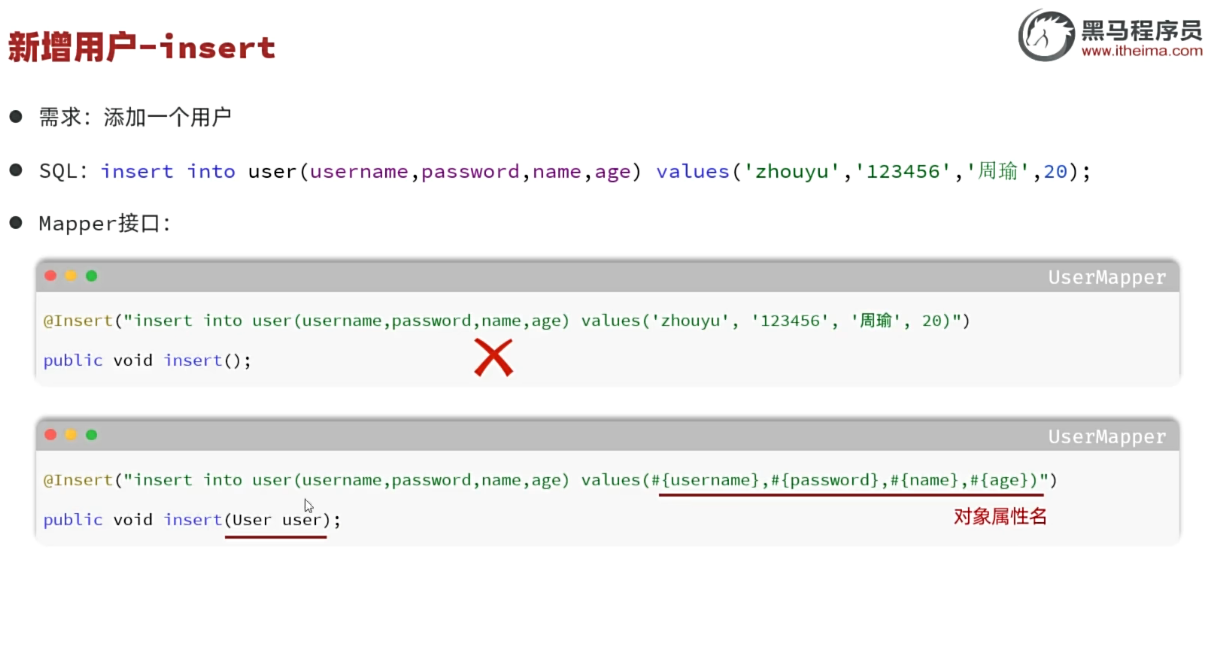 新增用户-insert
黑马程序员
www.itheima.com
需求：添加一个用户
SQL：insert into user(username,password,name,age) values('zhouyu','123456','周瑜',20);
Mapper接口：
UserMapper
@Insert("insert into user(username,password,name,age) values('zhouyu', '123456', '周瑜', 20)")
public void insert();
UserMapper
@Insert("insert into user(username,password,name,age) values(#{username},#{password},#{name},#{age})")
public void insert(User user);
对象属性名